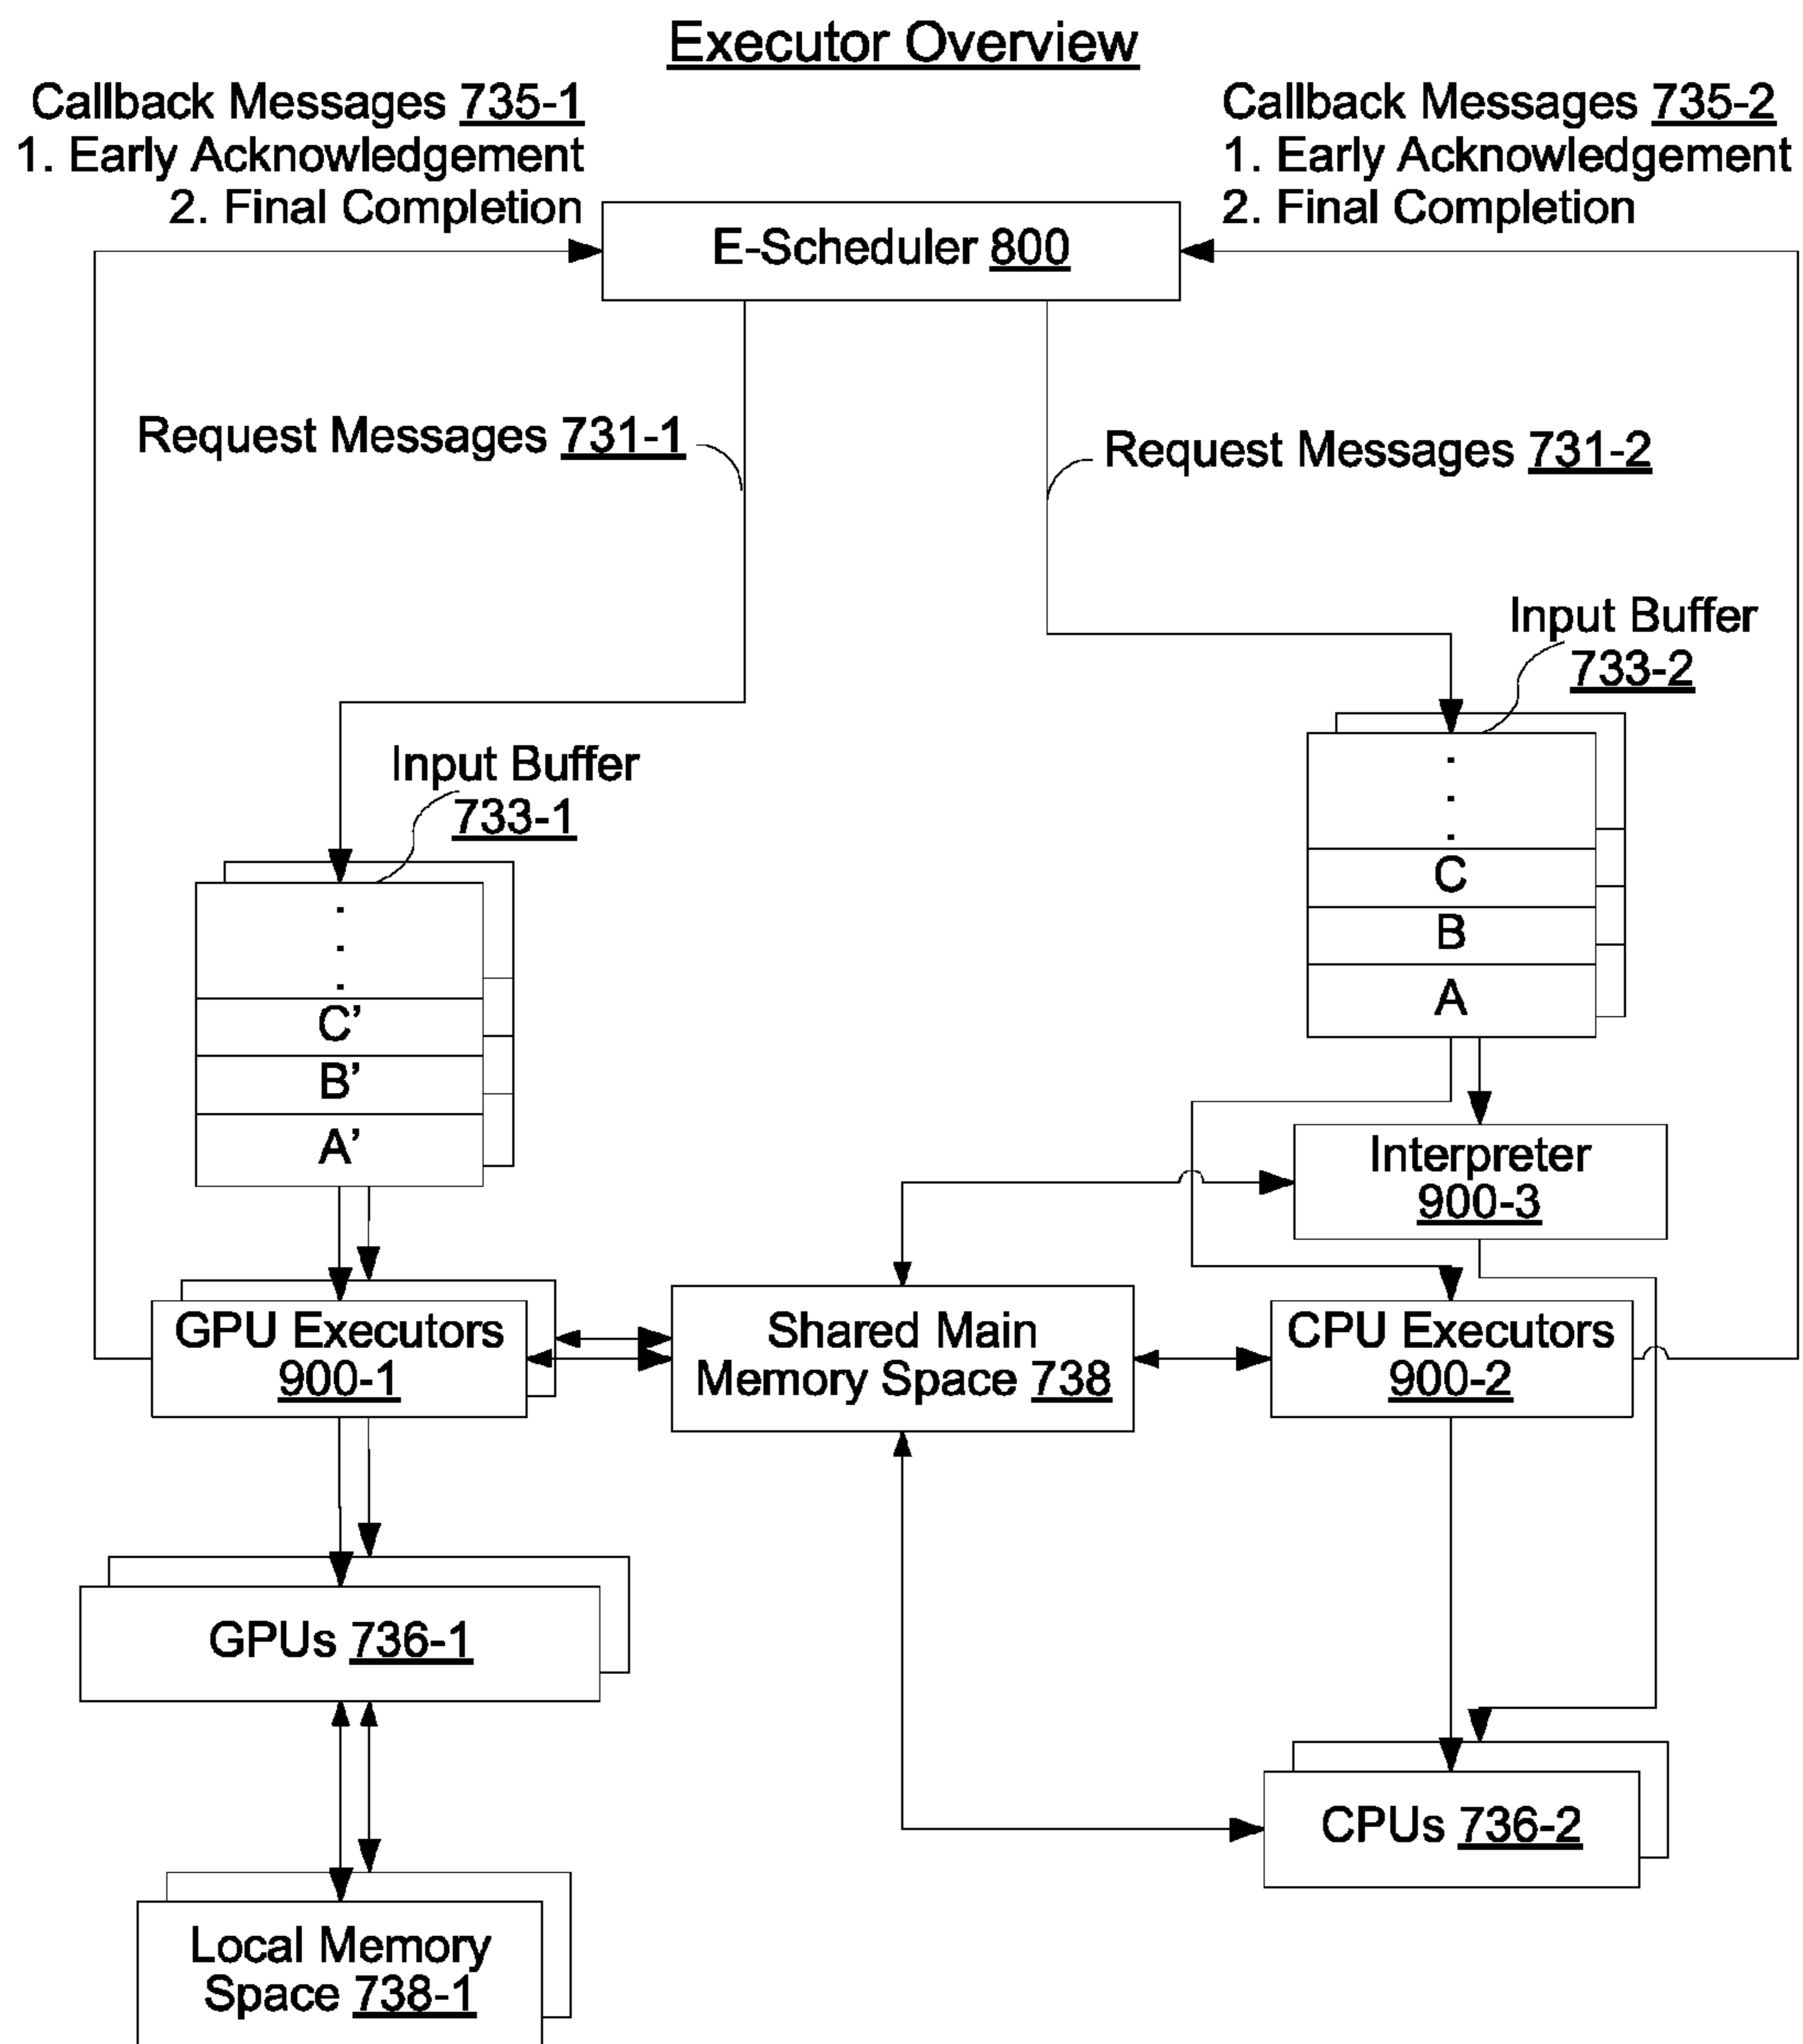 Executor Overview
Callback Messages 735-1
1. Early Acknowledgement
2. Final Completion
Callback Messages 735-2
1. Early Acknowledgement
2. Final Completion
E-Scheduler 800
Request Messages 731-1
Request Messages 731-2
Input Buffer
733-2
Input Buffer
733-1
.
.
.
C
B
A
.
.
.
C’
B’
A’
Interpreter
900-3
GPU Executors
900-1
Shared Main
Memory Space 738
CPU Executors
900-2
GPUs 736-1
CPUs 736-2
Local Memory
Space 738-1